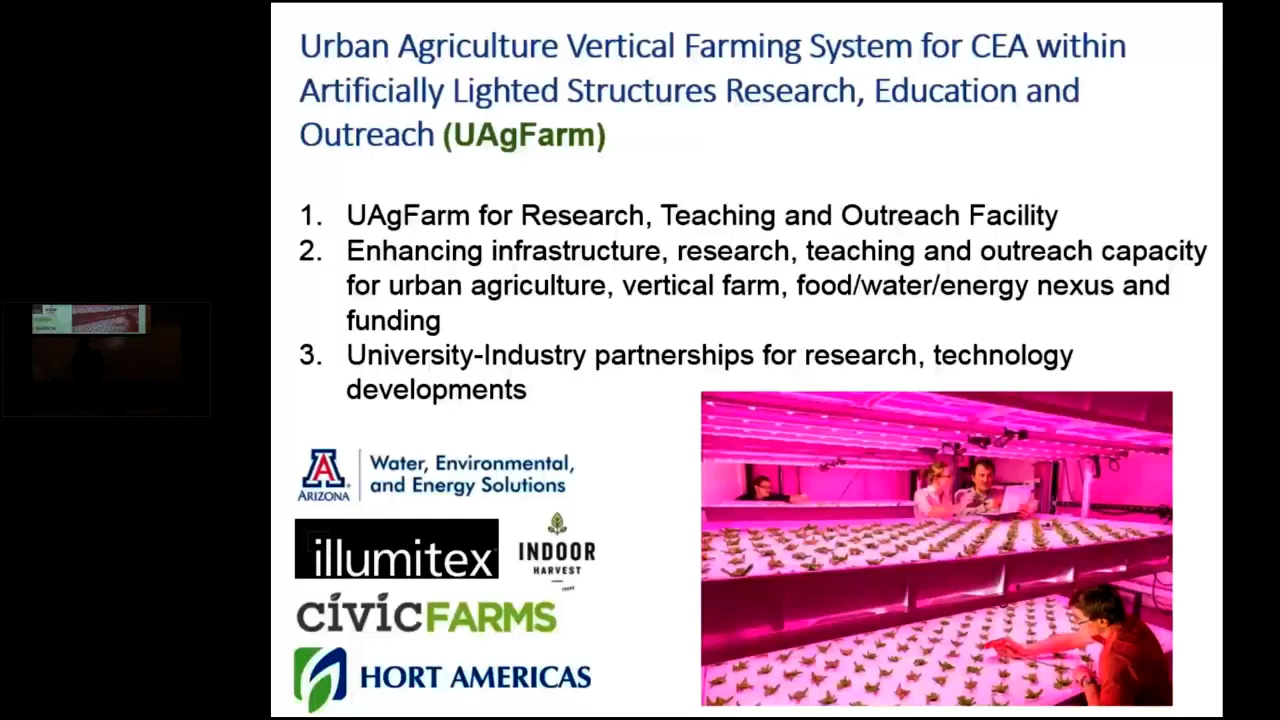 Urban Agriculture Vertical Farming System for CEA within
Artificially Lighted Structures Research, Education and
Outreach (UAgFarm)
1. UAgFarm for Research, Teaching and Outreach Facility
2. Enhancing infrastructure, research, teaching and outreach capacity
for urban agriculture, vertical farm, food/water/energy nexus and
funding
3. University-Industry partnerships for research, technology
developments
A
ARIZONA
Water, Environmental,
and Energy Solutions
illumitex
INDOOR
HARVEST
civicFARMS
HORT AMERICAS